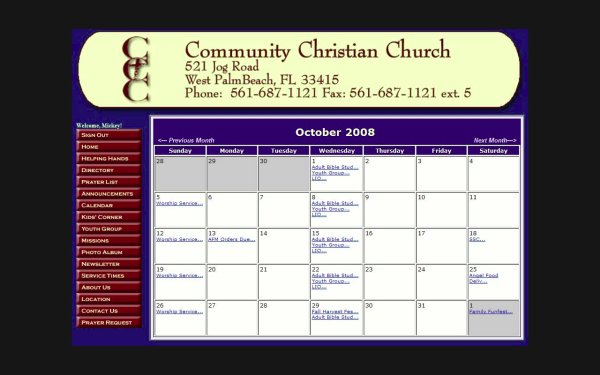 CCC
Community Christian Church
521 Jog Road
West PalmBeach, FL 33415
Phone: 561-687-1121 Fax: 561-687-1121 ext. 5
Welcome, Mickey!
SIGN OUT
HOME
HELPING HANDS
DIRECTORY
PRAYER LIST
ANNOUNCEMENTS
CALENDAR
KIDS' CORNER
YOUTH GROUP
MISSIONS
PHOTO ALBUM
NEWSLETTER
SERVICE TIMES
ABOUT US
LOCATION
CONTACT US
PRAYER REQUEST
October 2008
<— Previous Month Next Month—>
Sunday Monday Tuesday Wednesday Thursday Friday Saturday
28 29 30 1 2 3 4
Adult Bible Stud...
Youth Group...
LIO...
5 6 7 8 9 10 11
Worship Service... Adult Bible Stud...
Youth Group...
LIO...
12 13 14 15 16 17 18
Worship Service... AFM Orders Due... Adult Bible Stud... SSC...
Youth Group...
LIO...
19 20 21 22 23 24 25
Worship Service... Adult Bible Stud... Angel Food
Youth Group... Deliv...
LIO...
26 27 28 29 30 31 1
Worship Service... Fall Harvest Fes... Family Funfest...
Adult Bible Stud...